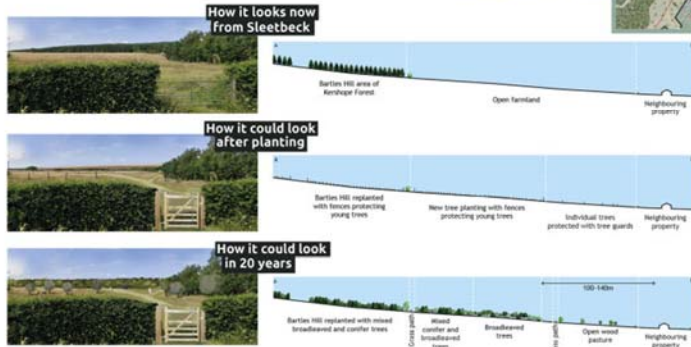 How it looks now
from Sleetbeck
A
Bartles Hill area of
Kershope Forest
Open farmland
Neighbouring
property
How it could look
after planting
Bartles Hill replanted
with fences protecting
young trees
New tree planting with fences
protecting young trees
Individual trees
protected with tree guards
Neighbouring
property
How it could look
in 20 years
100-140m
Bartles Hill replanted with mixed
broadleaved and conifer trees
Grass path
Mixed
conifer and
broadleaved
trees
Broadleaved
trees
path
Open wood
pasture
Neighbouring
property